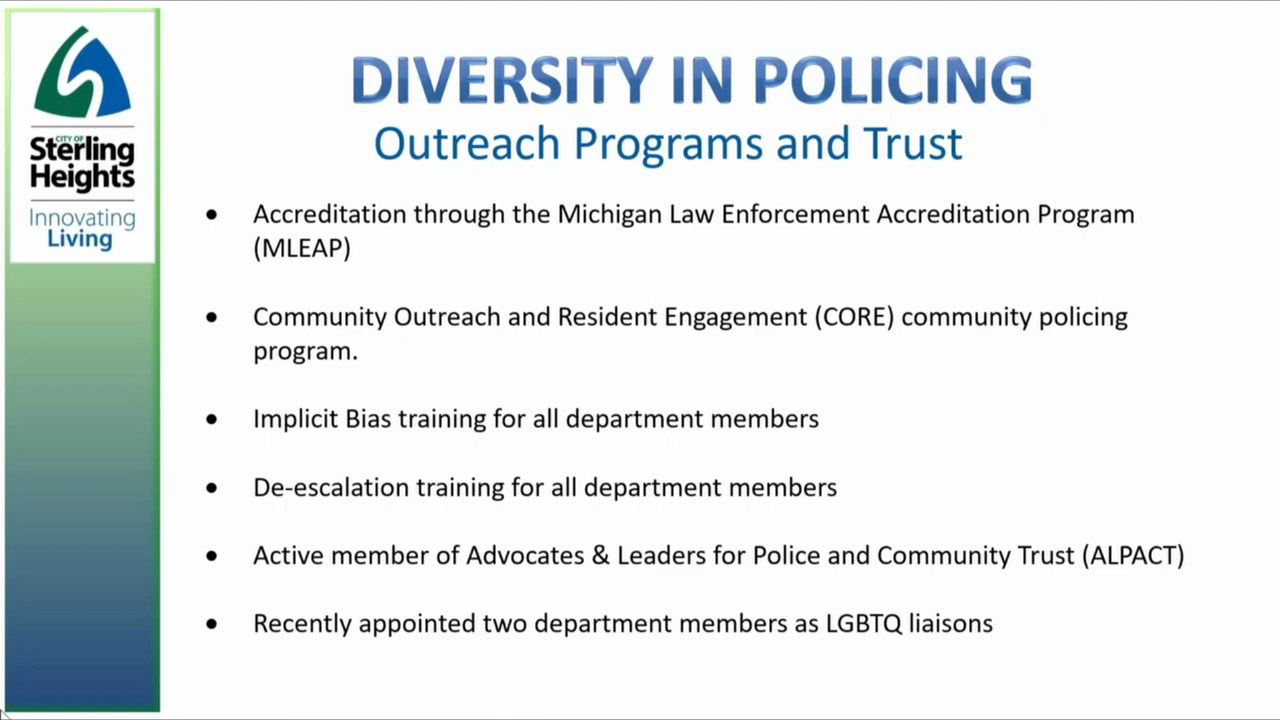 CITY OF
Sterling
Heights
Innovating
Living
DIVERSITY IN POLICING
Outreach Programs and Trust
• Accreditation through the Michigan Law Enforcement Accreditation Program
(MLEAP)
• Community Outreach and Resident Engagement (CORE) community policing
program.
• Implicit Bias training for all department members
• De-escalation training for all department members
• Active member of Advocates & Leaders for Police and Community Trust (ALPACT)
• Recently appointed two department members as LGBTQ liaisons